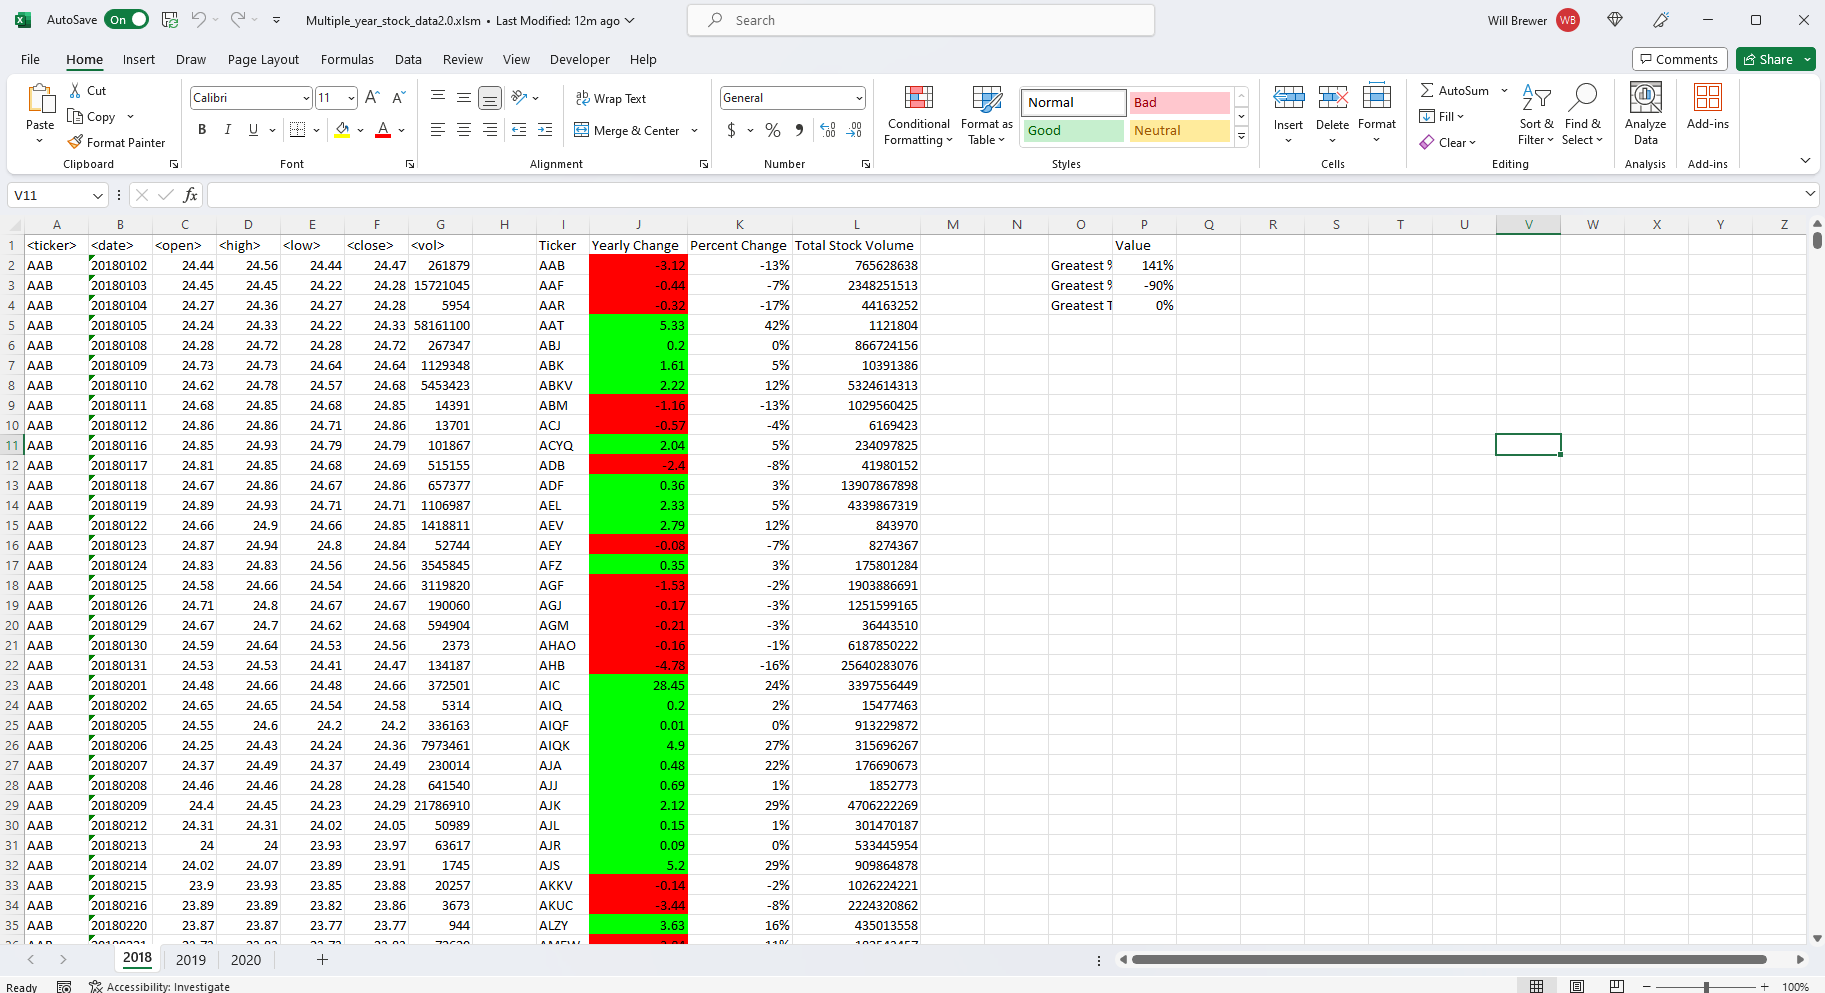 AutoSave On Multiple_year_stock_data2.0.xlsm • Last Modified: 12m ago Search Will Brewer WB
File Home Insert Draw Page Layout Formulas Data Review View Developer Help Comments Share
Paste Cut Copy Format Painter Clipboard
Calibri 11 B I U A A A Font
Wrap Text Merge & Center Alignment
General $ % 9 Number
Conditional Formatting Format as Table Normal Bad Good Neutral Styles
Insert Delete Format Cells
AutoSum Fill Clear Sort & Filter Find & Select Editing
Analyze Data Analysis
Add-ins Add-ins
V11 fx
A B C D E F G H I J K L M N O P Q R S T U V W X Y Z
1 <ticker> <date> <open> <high> <low> <close> <vol> Ticker Yearly Change Percent Change Total Stock Volume Value
2 AAB 20180102 24.44 24.56 24.44 24.47 261879 AAB -3.12 -13% 765628638 Greatest % 141%
3 AAB 20180103 24.45 24.45 24.22 24.28 15721045 AAF -0.44 -7% 2348251513 Greatest % -90%
4 AAB 20180104 24.27 24.36 24.27 24.28 5954 AAR -0.32 -17% 44163252 Greatest T 0%
5 AAB 20180105 24.24 24.33 24.22 24.33 58161100 AAT 5.33 42% 1121804
6 AAB 20180108 24.28 24.72 24.28 24.72 267347 ABJ 0.2 0% 866724156
7 AAB 20180109 24.73 24.73 24.64 24.64 1129348 ABK 1.61 5% 10391386
8 AAB 20180110 24.62 24.78 24.57 24.68 5453423 ABKV 2.22 12% 5324614313
9 AAB 20180111 24.68 24.85 24.68 24.85 14391 ABM -1.16 -13% 1029560425
10 AAB 20180112 24.86 24.86 24.71 24.86 13701 ACJ -0.57 -4% 6169423
11 AAB 20180116 24.85 24.93 24.79 24.79 101867 ACYQ 2.04 5% 234097825
12 AAB 20180117 24.81 24.85 24.68 24.69 515155 ADB -2.4 -8% 41980152
13 AAB 20180118 24.67 24.86 24.67 24.86 657377 ADF 0.36 3% 13907867898
14 AAB 20180119 24.89 24.93 24.71 24.71 1106987 AEL 2.33 5% 4339867319
15 AAB 20180122 24.66 24.9 24.66 24.85 1418811 AEV 2.79 12% 843970
16 AAB 20180123 24.87 24.94 24.8 24.84 52744 AEY -0.08 -7% 8274367
17 AAB 20180124 24.83 24.83 24.56 24.56 3545845 AFZ 0.35 3% 175801284
18 AAB 20180125 24.58 24.66 24.54 24.66 3119820 AGF -1.53 -2% 1903886691
19 AAB 20180126 24.71 24.8 24.67 24.67 190060 AGJ -0.17 -3% 1251599165
20 AAB 20180129 24.67 24.7 24.62 24.68 594904 AGM -0.21 -3% 36443510
21 AAB 20180130 24.59 24.64 24.53 24.56 2373 AHAO -0.16 -1% 6187850222
22 AAB 20180131 24.53 24.53 24.41 24.47 134187 AHB -4.78 -16% 25640283076
23 AAB 20180201 24.48 24.66 24.48 24.66 372501 AIC 28.45 24% 3397556449
24 AAB 20180202 24.65 24.65 24.54 24.58 5314 AIQ 0.2 2% 15477463
25 AAB 20180205 24.55 24.6 24.2 24.2 336163 AIQF 0.01 0% 913229872
26 AAB 20180206 24.25 24.43 24.24 24.36 7973461 AIQK 4.9 27% 315696267
27 AAB 20180207 24.37 24.49 24.37 24.49 230014 AJA 0.48 22% 176690673
28 AAB 20180208 24.46 24.46 24.28 24.28 641540 AJJ 0.69 1% 1852773
29 AAB 20180209 24.4 24.45 24.23 24.29 21786910 AJK 2.12 29% 4706222269
30 AAB 20180212 24.31 24.31 24.02 24.05 50989 AJL 0.15 1% 301470187
31 AAB 20180213 24 24 23.93 23.97 63617 AJR 0.09 0% 533445954
32 AAB 20180214 24.02 24.07 23.89 23.91 1745 AJS 5.2 29% 909864878
33 AAB 20180215 23.9 23.93 23.85 23.88 20257 AKKV -0.14 -2% 1026224221
34 AAB 20180216 23.89 23.89 23.82 23.86 3673 AKUC -3.44 -8% 2224320862
35 AAB 20180220 23.87 23.87 23.77 23.77 944 ALZY 3.63 16% 435013558
2018 2019 2020
Ready Accessibility: Investigate 100%